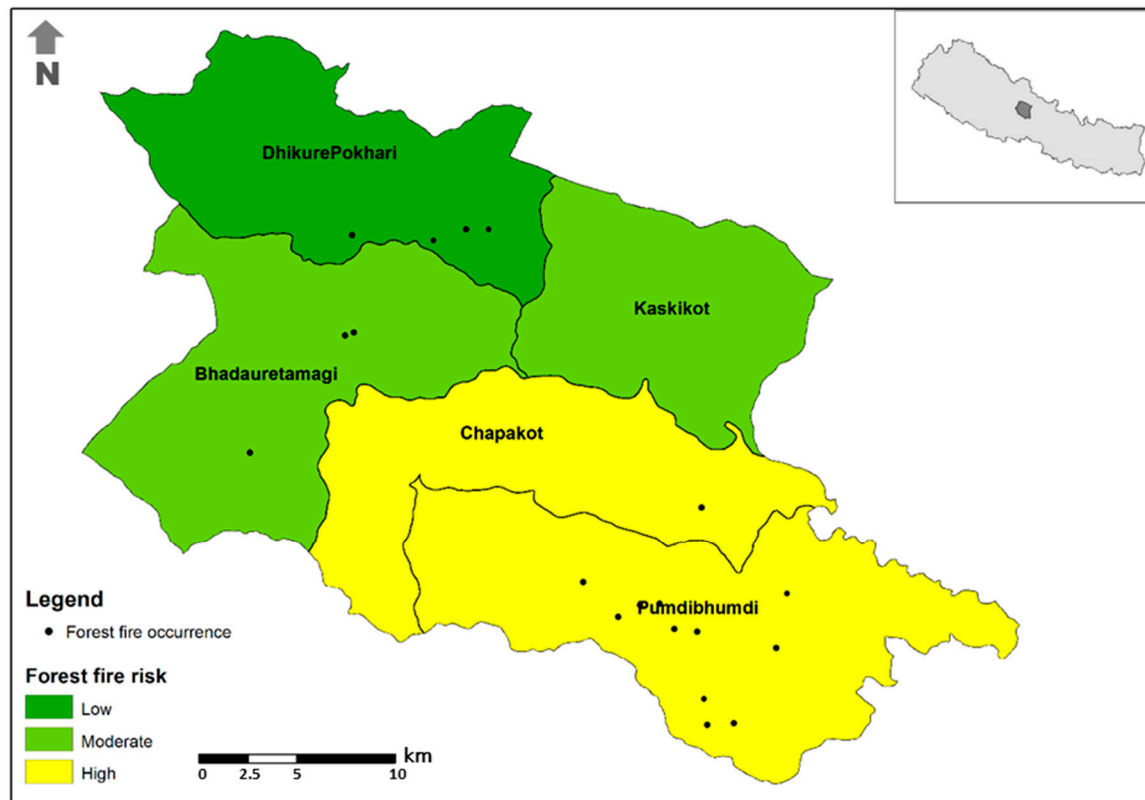 N
DhikurePokhari
Kaskikot
Bhadauretamagi
Chapakot
Pumdibhumdi
Legend
Forest fire occurrence
Forest fire risk
Low
Moderate
High
km
0 2.5 5 10